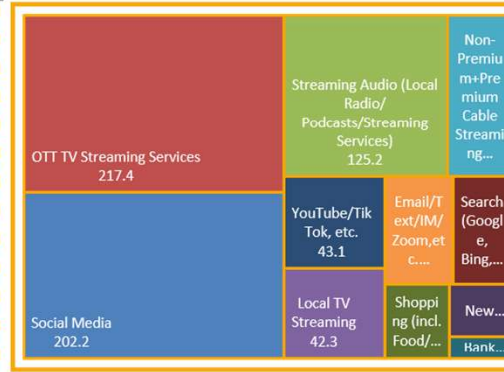 OTT TV Streaming Services
217.4
Social Media
202.2
Streaming Audio (Local
Radio/
Podcasts/Streaming
Services)
125.2
YouTube/Tik
Tok, etc.
43.1
Local TV
Streaming
42.3
Non-
Premiu
m+Pre
mium
Cable
Streami
ng...
Email/T
ext/IM/
Zoom,et
c....
Search
(Googl
e,
Bing,...
Shoppi
ng (incl.
Food/...
New...
Bank...